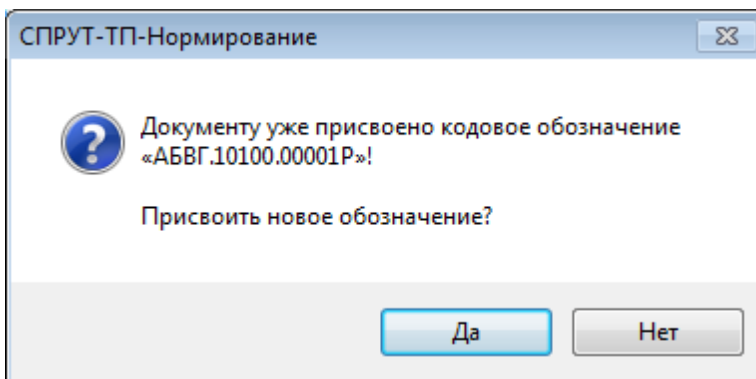 СПРУТ-ТП-Нормирование
Документу уже присвоено кодовое обозначение
«АБВГ.10100.00001Р»!
Присвоить новое обозначение?
Да
Нет